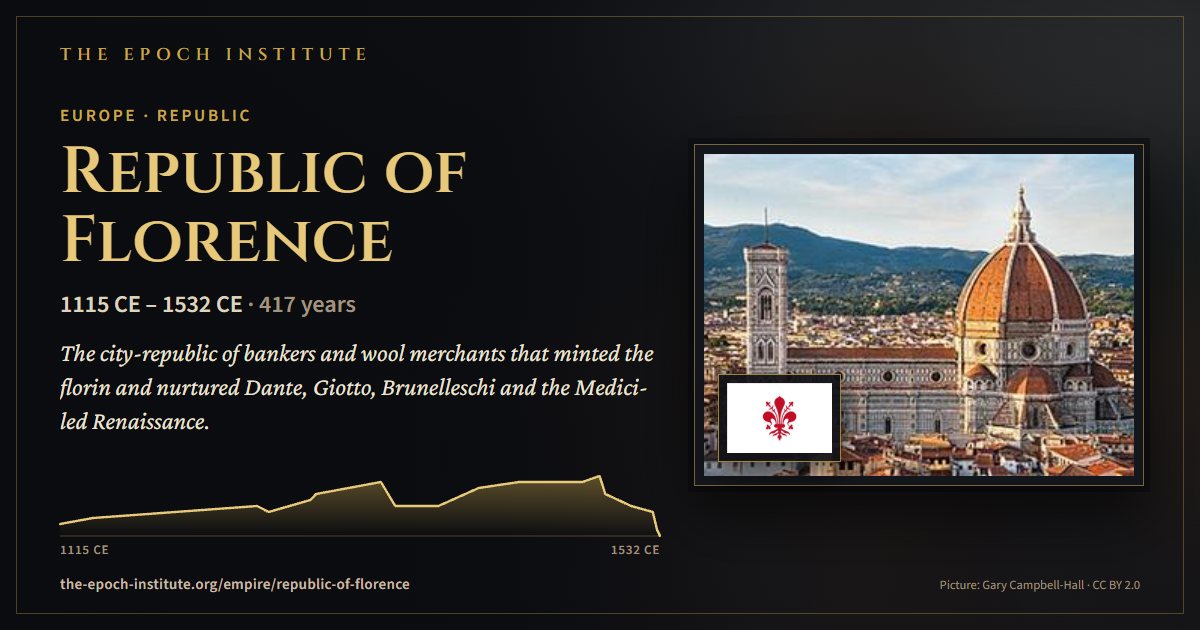 THE EPOCH INSTITUTE
EUROPE · REPUBLIC
REPUBLIC OF
FLORENCE
1115 CE – 1532 CE · 417 years
The city-republic of bankers and wool merchants that minted the
florin and nurtured Dante, Giotto, Brunelleschi and the Medici-
led Renaissance.
1115 CE
1532 CE
the-epoch-institute.org/empire/republic-of-florence
Picture: Gary Campbell-Hall · CC BY 2.0